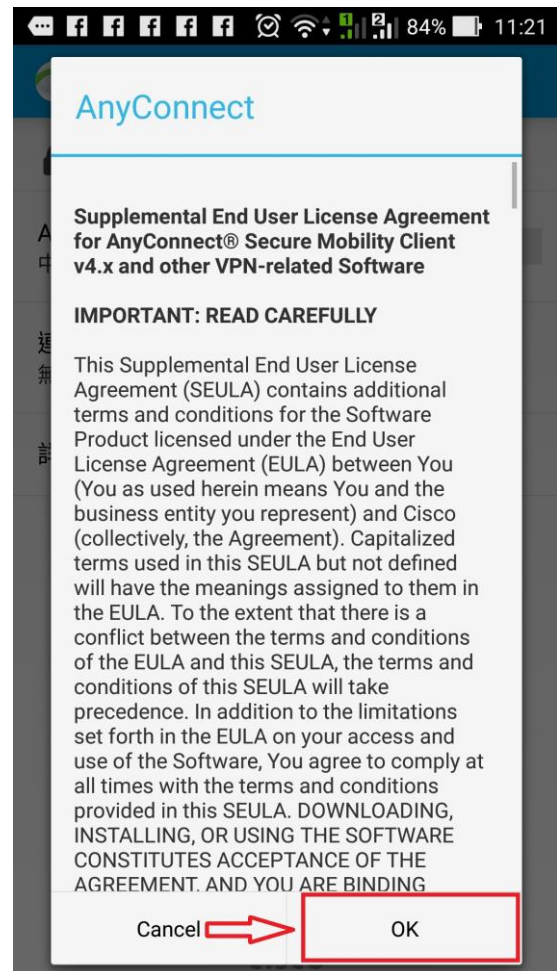 84% 11:21
AnyConnect
Supplemental End User License Agreement
for AnyConnect® Secure Mobility Client
v4.x and other VPN-related Software
IMPORTANT: READ CAREFULLY
This Supplemental End User License
Agreement (SEULA) contains additional
terms and conditions for the Software
Product licensed under the End User
License Agreement (EULA) between You
(You as used herein means You and the
business entity you represent) and Cisco
(collectively, the Agreement). Capitalized
terms used in this SEULA but not defined
will have the meanings assigned to them in
the EULA. To the extent that there is a
conflict between the terms and conditions
of the EULA and this SEULA, the terms and
conditions of this SEULA will take
precedence. In addition to the limitations
set forth in the EULA on your access and
use of the Software, You agree to comply at
all times with the terms and conditions
provided in this SEULA. DOWNLOADING,
INSTALLING, OR USING THE SOFTWARE
CONSTITUTES ACCEPTANCE OF THE
AGREEMENT, AND YOU ARE BINDING
Cancel OK